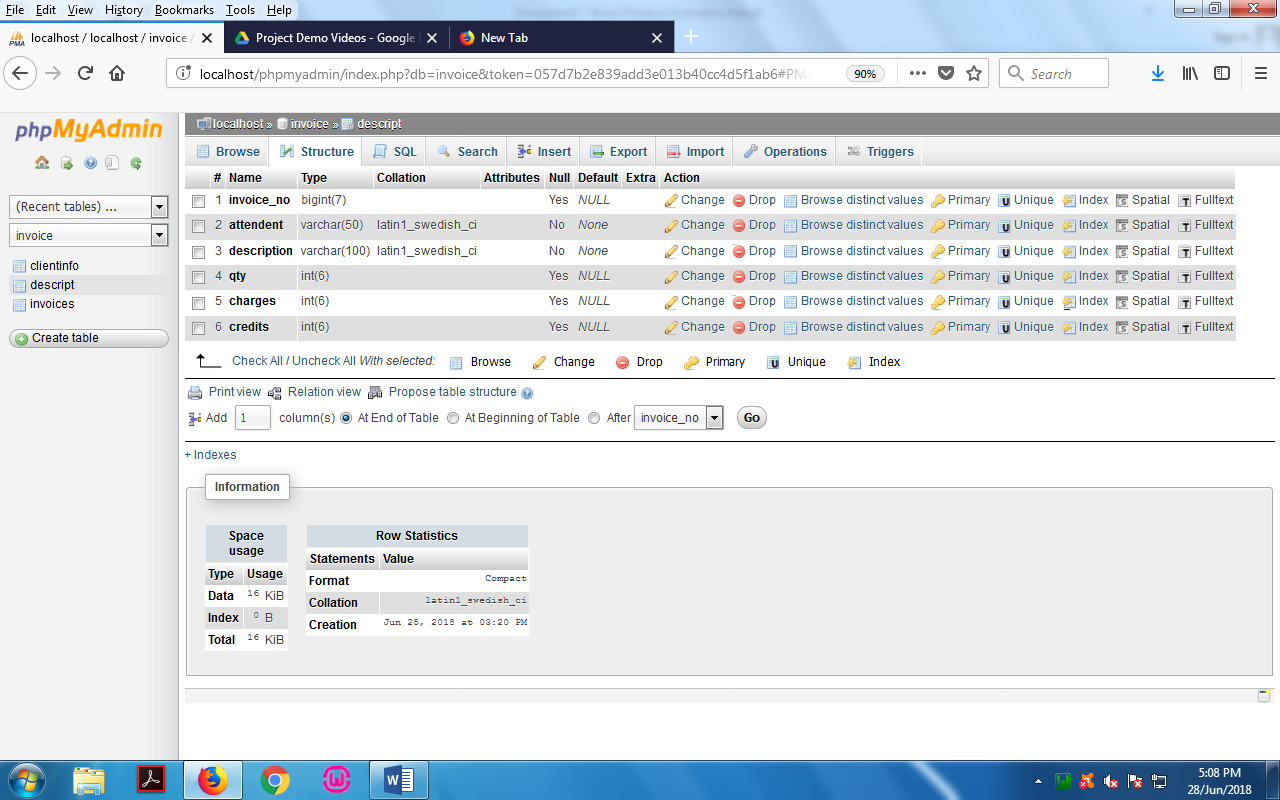 File Edit View History Bookmarks Tools Help
localhost / localhost / invoice / Project Demo Videos - Google New Tab
localhost/phpmyadmin/index.php?db=invoice&token=057d7b2e839add3e013b40cc4d5f1ab6#PM 90% Search
phpMyAdmin
(Recent tables) ...
invoice
clientinfo
descript
invoices
Create table
localhost » invoice » descript
Browse Structure SQL Search Insert Export Import Operations Triggers
# Name Type Collation Attributes Null Default Extra Action
1 invoice_no bigint(7) Yes NULL Change Drop Browse distinct values Primary Unique Index Spatial Fulltext
2 attendent varchar(50) latin1_swedish_ci No None Change Drop Browse distinct values Primary Unique Index Spatial Fulltext
3 description varchar(100) latin1_swedish_ci No None Change Drop Browse distinct values Primary Unique Index Spatial Fulltext
4 qty int(6) Yes NULL Change Drop Browse distinct values Primary Unique Index Spatial Fulltext
5 charges int(6) Yes NULL Change Drop Browse distinct values Primary Unique Index Spatial Fulltext
6 credits int(6) Yes NULL Change Drop Browse distinct values Primary Unique Index Spatial Fulltext
Check All / Uncheck All With selected: Browse Change Drop Primary Unique Index
Print view Relation view Propose table structure
Add 1 column(s) At End of Table At Beginning of Table After invoice_no Go
+ Indexes
Information
Space usage
Type Usage
Data 16 KiB
Index 0 B
Total 16 KiB
Row Statistics
Statements Value
Format Compact
Collation latin1_swedish_ci
Creation Jun 25, 2018 at 03:20 PM
5:08 PM
28/Jun/2018